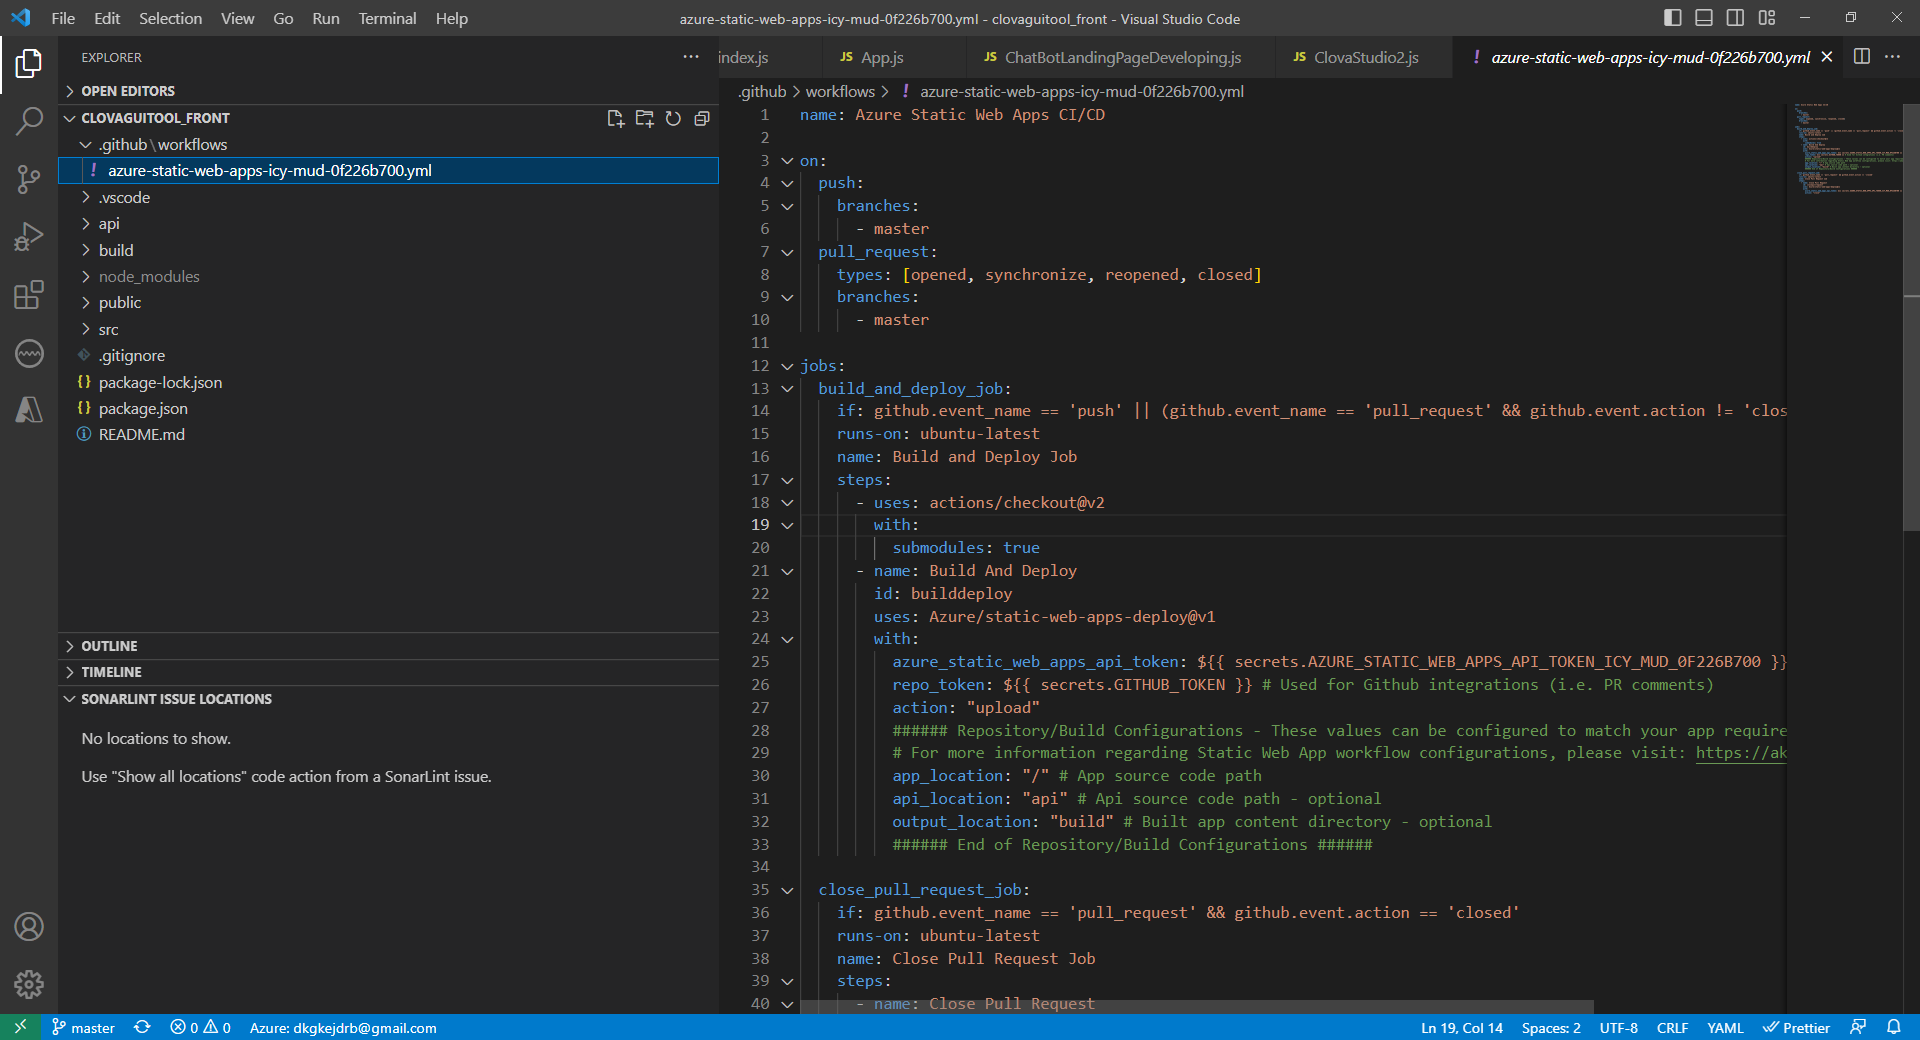 File Edit Selection View Go Run Terminal Help
azure-static-web-apps-icy-mud-0f226b700.yml - clovaguitool_front - Visual Studio Code
EXPLORER
OPEN EDITORS
CLOVAGUITOOL_FRONT
.github\workflows
! azure-static-web-apps-icy-mud-0f226b700.yml
.vscode
api
build
node_modules
public
src
.gitignore
{} package-lock.json
{} package.json
README.md
OUTLINE
TIMELINE
SONARLINT ISSUE LOCATIONS
No locations to show.
Use "Show all locations" code action from a SonarLint issue.
index.js
JS App.js
JS ChatBotLandingPageDeveloping.js
JS ClovaStudio2.js
! azure-static-web-apps-icy-mud-0f226b700.yml
.github > workflows > ! azure-static-web-apps-icy-mud-0f226b700.yml
1 name: Azure Static Web Apps CI/CD
2
3 on:
4 push:
5 branches:
6 - master
7 pull_request:
8 types: [opened, synchronize, reopened, closed]
9 branches:
10 - master
11
12 jobs:
13 build_and_deploy_job:
14 if: github.event_name == 'push' || (github.event_name == 'pull_request' && github.event.action != 'clos
15 runs-on: ubuntu-latest
16 name: Build and Deploy Job
17 steps:
18 - uses: actions/checkout@v2
19 with:
20 submodules: true
21 - name: Build And Deploy
22 id: builddeploy
23 uses: Azure/static-web-apps-deploy@v1
24 with:
25 azure_static_web_apps_api_token: ${{ secrets.AZURE_STATIC_WEB_APPS_API_TOKEN_ICY_MUD_0F226B700 }}
26 repo_token: ${{ secrets.GITHUB_TOKEN }} # Used for Github integrations (i.e. PR comments)
27 action: "upload"
28 ###### Repository/Build Configurations - These values can be configured to match your app require
29 # For more information regarding Static Web App workflow configurations, please visit: https://ak
30 app_location: "/" # App source code path
31 api_location: "api" # Api source code path - optional
32 output_location: "build" # Built app content directory - optional
33 ###### End of Repository/Build Configurations ######
34
35 close_pull_request_job:
36 if: github.event_name == 'pull_request' && github.event.action == 'closed'
37 runs-on: ubuntu-latest
38 name: Close Pull Request Job
39 steps:
40 - name: Close Pull Request
master 0 0 Azure: dkgkejdrb@gmail.com
Ln 19, Col 14 Spaces: 2 UTF-8 CRLF YAML Prettier